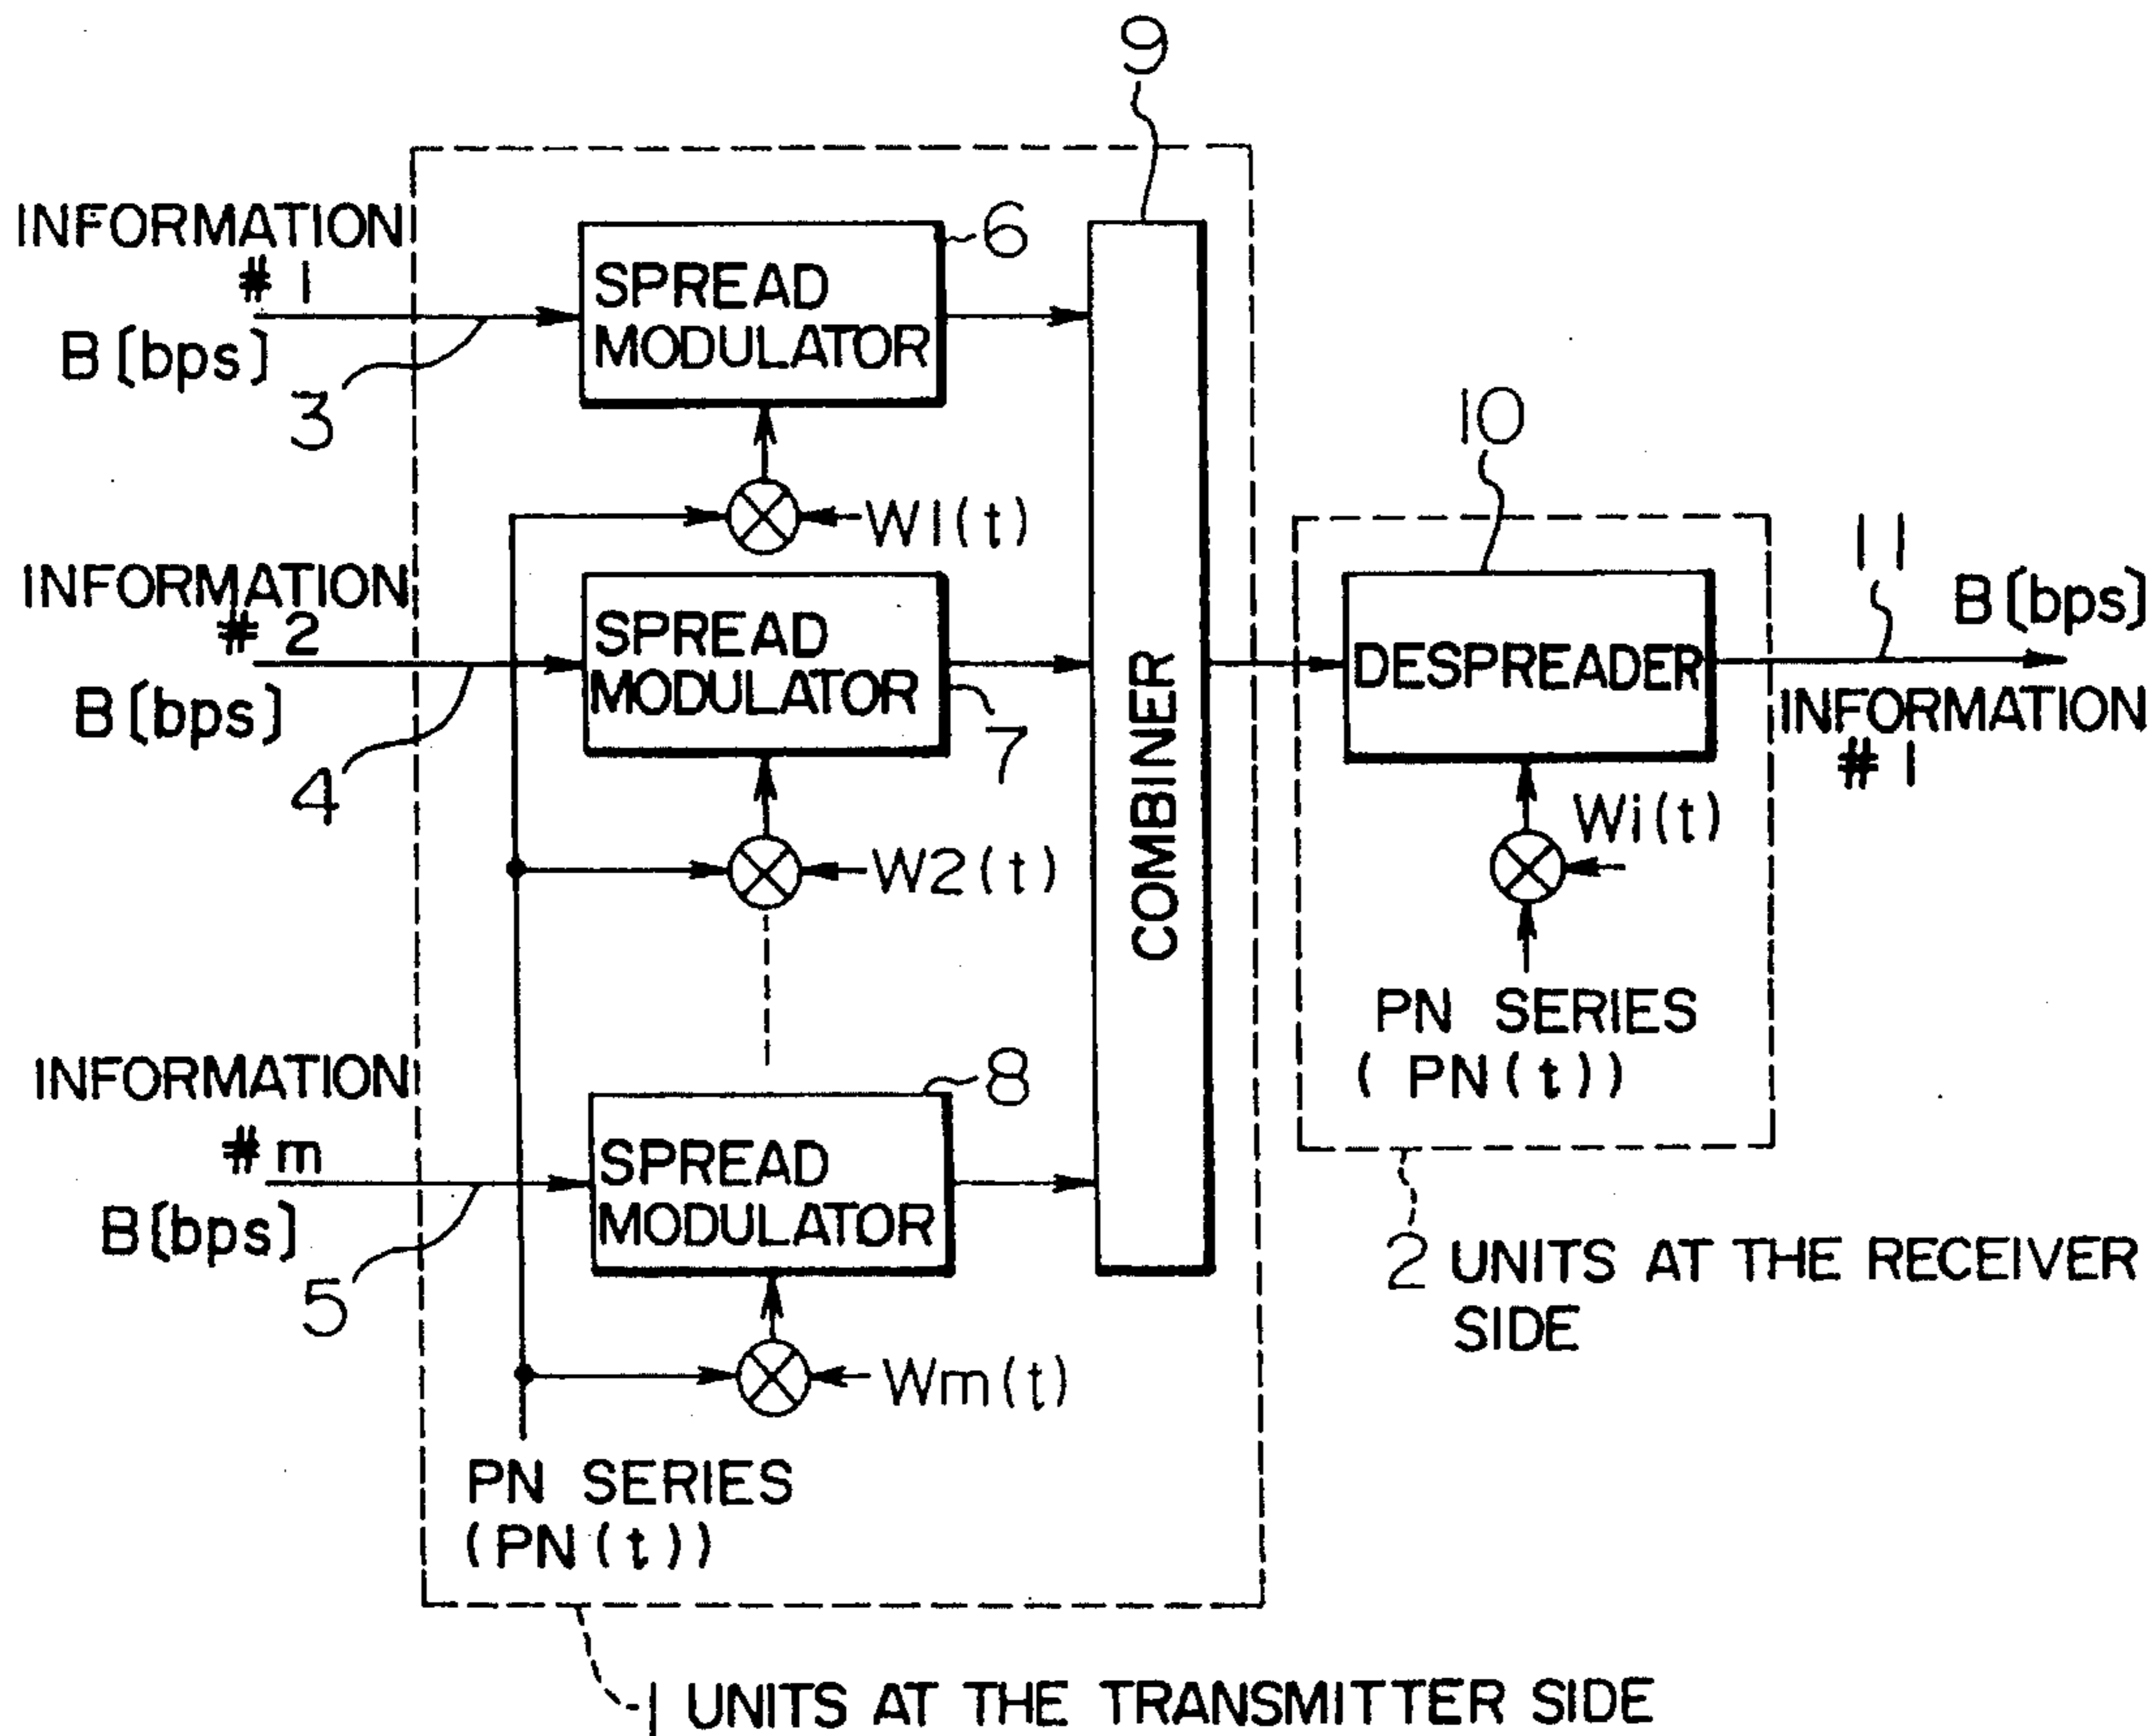 9
INFORMATION
# 1
B [bps]
3
SPREAD
MODULATOR
6
W1(t)
INFORMATION
# 2
B [bps]
4
SPREAD
MODULATOR
7
W2(t)
INFORMATION
# m
B [bps]
5
SPREAD
MODULATOR
8
Wm(t)
PN SERIES
(PN(t))
COMBINER
10
DESPREADER
11
B [bps]
INFORMATION
# 1
Wi(t)
PN SERIES
( PN(t))
2 UNITS AT THE RECEIVER
SIDE
1 UNITS AT THE TRANSMITTER SIDE